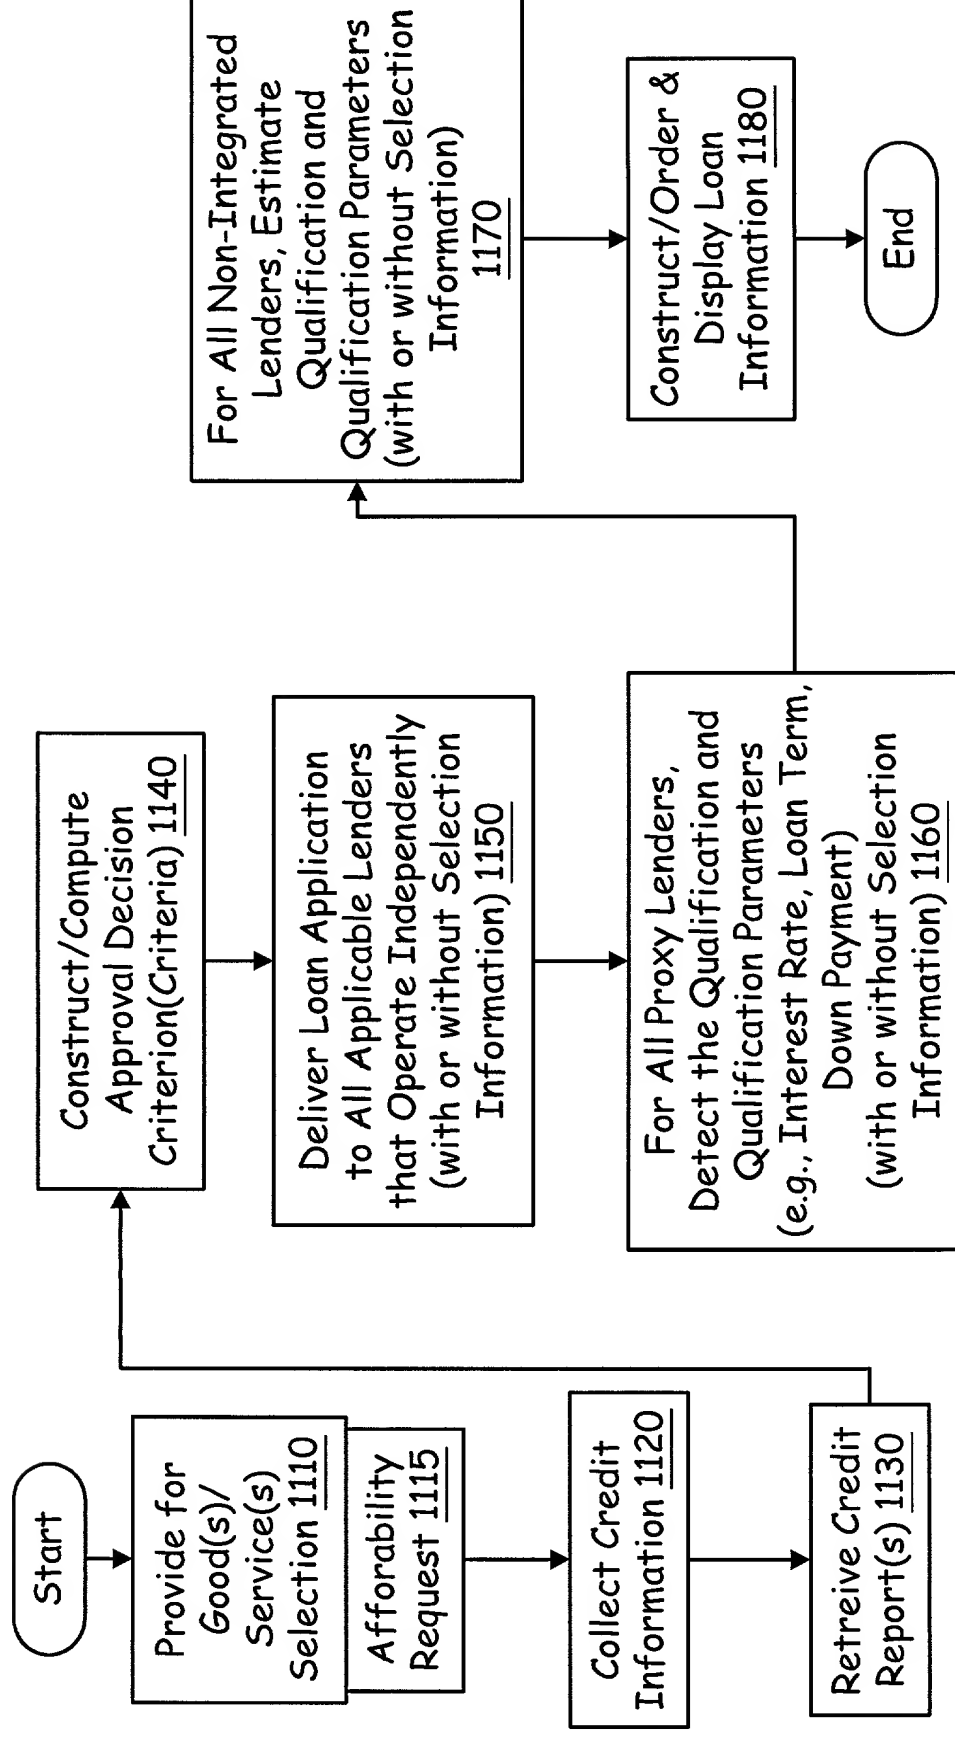 Start
Provide for
Good(s)/
Service(s)
Selection 1110
Afforability
Request 1115
Collect Credit
Information 1120
Retreive Credit
Report(s) 1130
Construct/Compute
Approval Decision
Criterion(Criteria) 1140
Deliver Loan Application
to All Applicable Lenders
that Operate Independently
(with or without Selection
Information) 1150
For All Proxy Lenders,
Detect the Qualification and
Qualification Parameters
(e.g., Interest Rate, Loan Term,
Down Payment)
(with or without Selection
Information) 1160
For All Non-Integrated
Lenders, Estimate
Qualification and
Qualification Parameters
(with or without Selection
Information)
1170
Construct/Order &
Display Loan
Information 1180
End